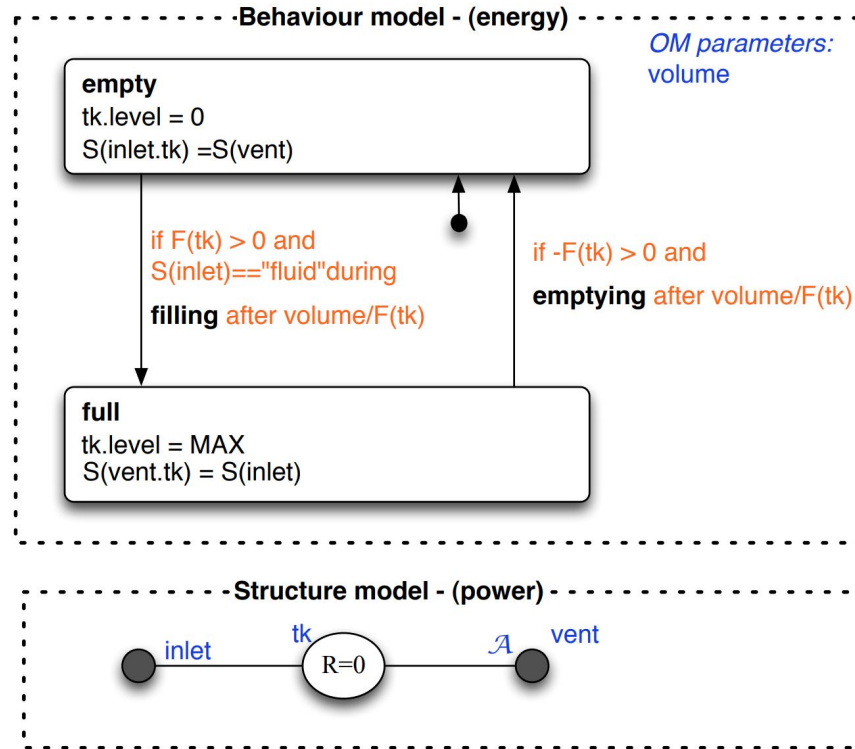 Behaviour model - (energy)
OM parameters:
volume
empty
tk.level = 0
S(inlet.tk) =S(vent)
if F(tk) > 0 and
S(inlet)=="fluid"during
filling after volume/F(tk)
if -F(tk) > 0 and
emptying after volume/F(tk)
full
tk.level = MAX
S(vent.tk) = S(inlet)
Structure model - (power)
inlet
tk
R=0
𝒜
vent